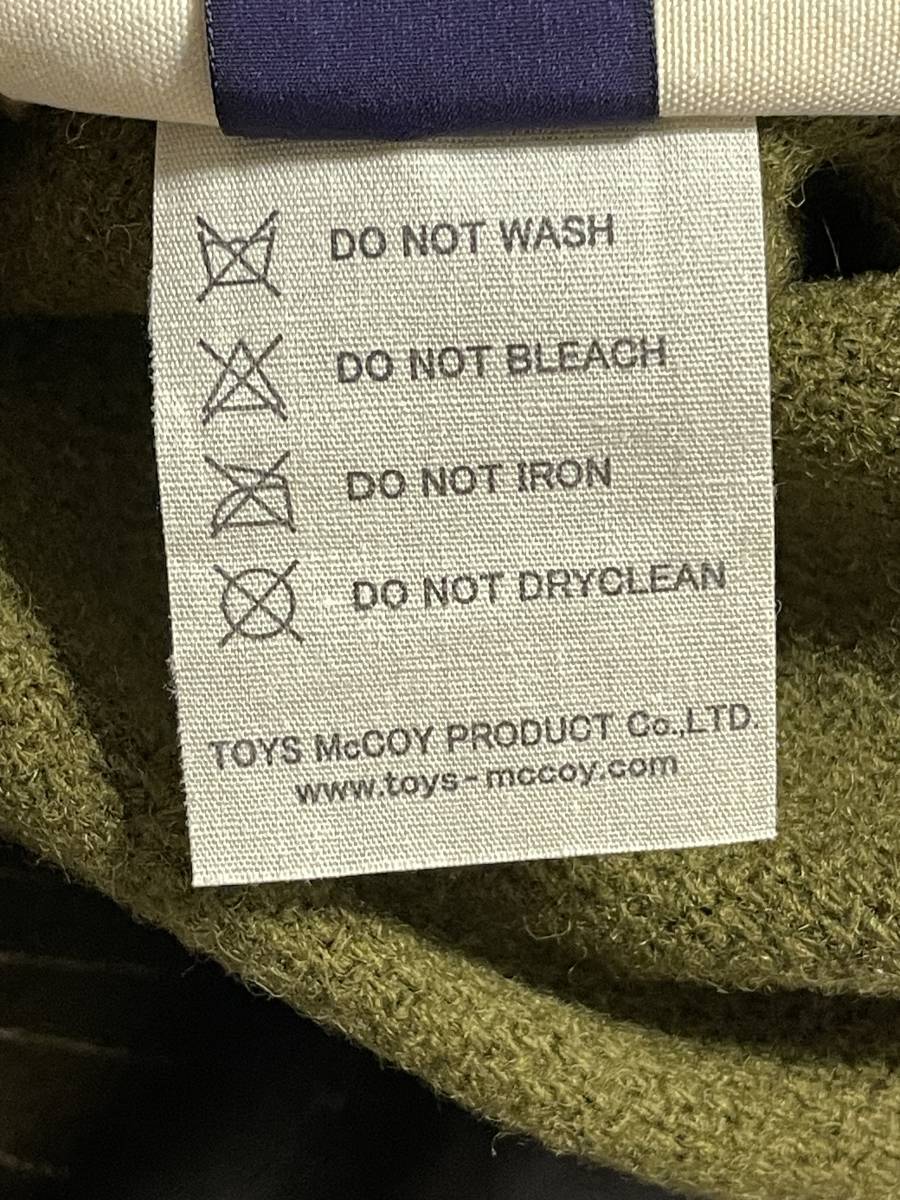 DO NOT WASH
DO NOT BLEACH
DO NOT IRON
DO NOT DRYCLEAN
TOYS McCOY PRODUCT Co.,LTD.
www.toys-mccoy.com